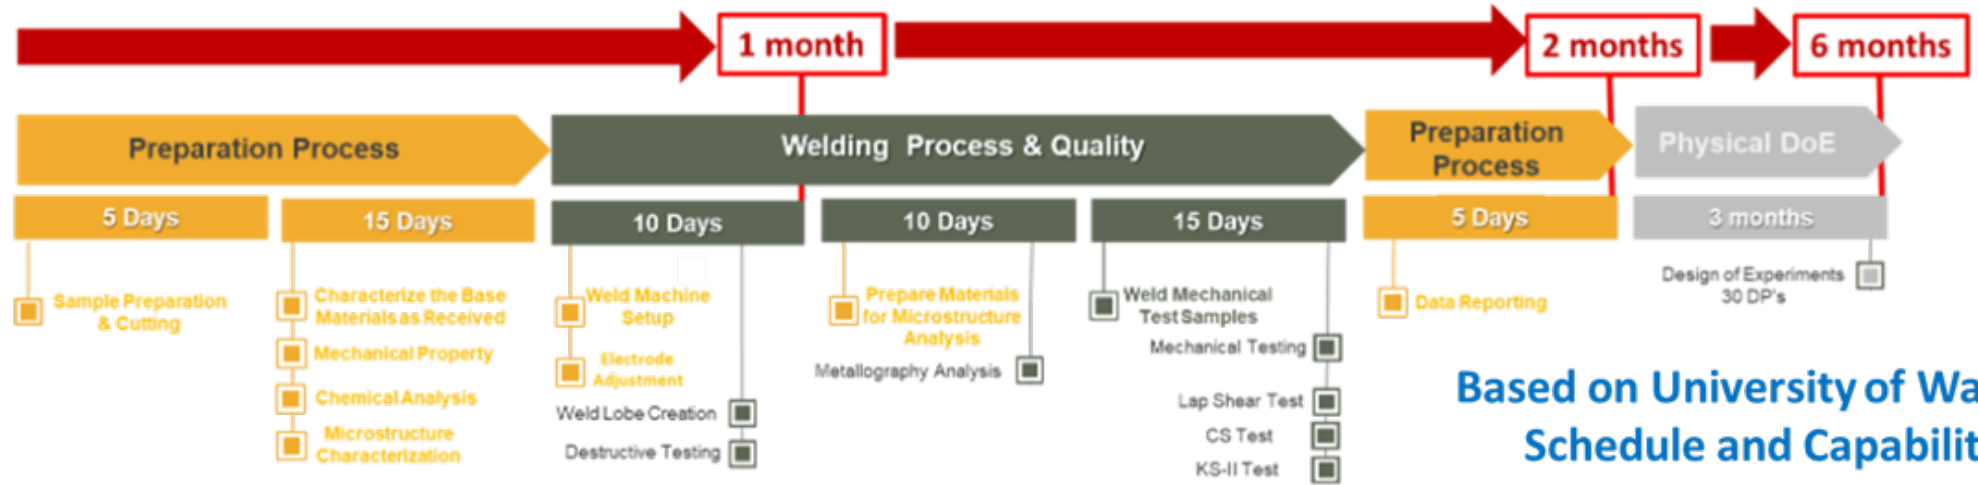 1 month
2 months
6 months
Preparation Process
Welding Process & Quality
Preparation
Process
Physical DoE
5 Days
15 Days
10 Days
10 Days
15 Days
5 Days
3 months
Sample Preparation
& Cutting
Characterize the Base
Materials as Received
Mechanical Property
Chemical Analysis
Microstructure
Characterization
Weld Machine
Setup
Electrode
Adjustment
Weld Lobe Creation
Destructive Testing
Prepare Materials
for Microstructure
Analysis
Metallography Analysis
Weld Mechanical
Test Samples
Mechanical Testing
Lap Shear Test
CS Test
KS-II Test
Data Reporting
Design of Experiments
30 DP's
Based on University of
Schedule and